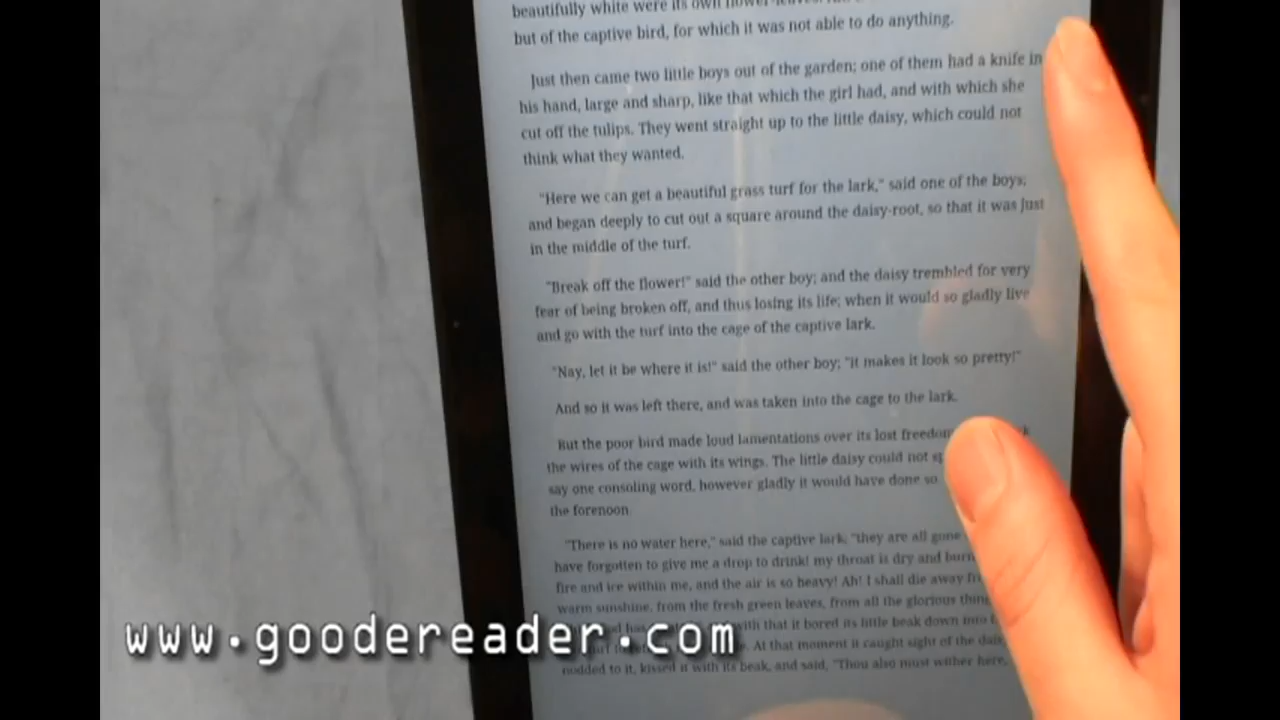 beautifully white were its own flower-leaves.
but of the captive bird, for which it was not able to do anything.
Just then came two little boys out of the garden; one of them had a knife in
his hand, large and sharp, like that which the girl had, and with which she
cut off the tulips. They went straight up to the little daisy, which could not
think what they wanted.
"Here we can get a beautiful grass turf for the lark," said one of the boys;
and began deeply to cut out a square around the daisy-root, so that it was just
in the middle of the turf.
"Break off the flower!" said the other boy; and the daisy trembled for very
fear of being broken off, and thus losing its life; when it would so gladly live
and go with the turf into the cage of the captive lark.
"Nay, let it be where it is!" said the other boy; "it makes it look so pretty!"
And so it was left there, and was taken into the cage to the lark.
But the poor bird made loud lamentations over its lost freedom
the wires of the cage with its wings. The little daisy could not
say one consoling word, however gladly it would have done so
the forenoon.
"There is no water here," said the captive lark; "they are all gone
have forgotten to give me a drop to drink! my throat is dry and
fire and ice within me, and the air is so heavy! Ah! I shall die away
warm sunshine, from the fresh green leaves, from all the glorious
with that it bored its little beak down into
At that moment it caught sight of the
nodded to it, kissed it with its beak, and said, "Thou also must wither here,
www.goodereader.com